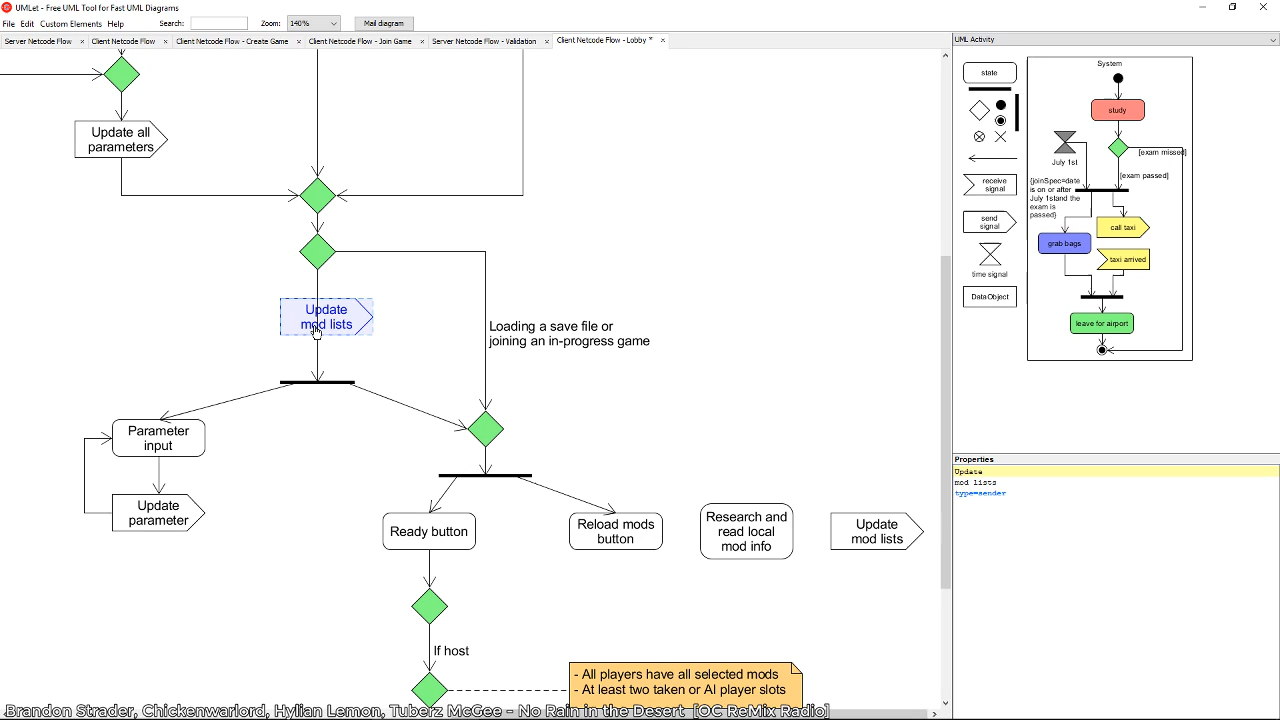 UMLet - Free UML Tool for Fast UML Diagrams
File Edit Custom Elements Help Search: Zoom: 140% Mail diagram
Server Netcode Flow × Client Netcode Flow × Client Netcode Flow - Create Game × Client Netcode Flow - Join Game × Server Netcode Flow - Validation × Client Netcode Flow - Lobby * ×
UML Activity
Update all
parameters
Update
mod lists
Loading a save file or
joining an in-progress game
Parameter
input
Update
parameter
Ready button
Reload mods
button
Research and
read local
mod info
Update
mod lists
If host
- All players have all selected mods
- At least two taken or AI player slots
Brandon Strader, Chickenwarlord, Hylian Lemon, Tuberz McGee - No Rain in the Desert [OC ReMix Radio]
state
receive
signal
send
signal
time signal
DataObject
System
study
July 1st
[exam missed]
[exam passed]
{joinSpec=date
is on or after
July 1stand the
exam is
passed}
call taxi
grab bags
taxi arrived
leave for airport
Properties
Update
mod lists
type=sender